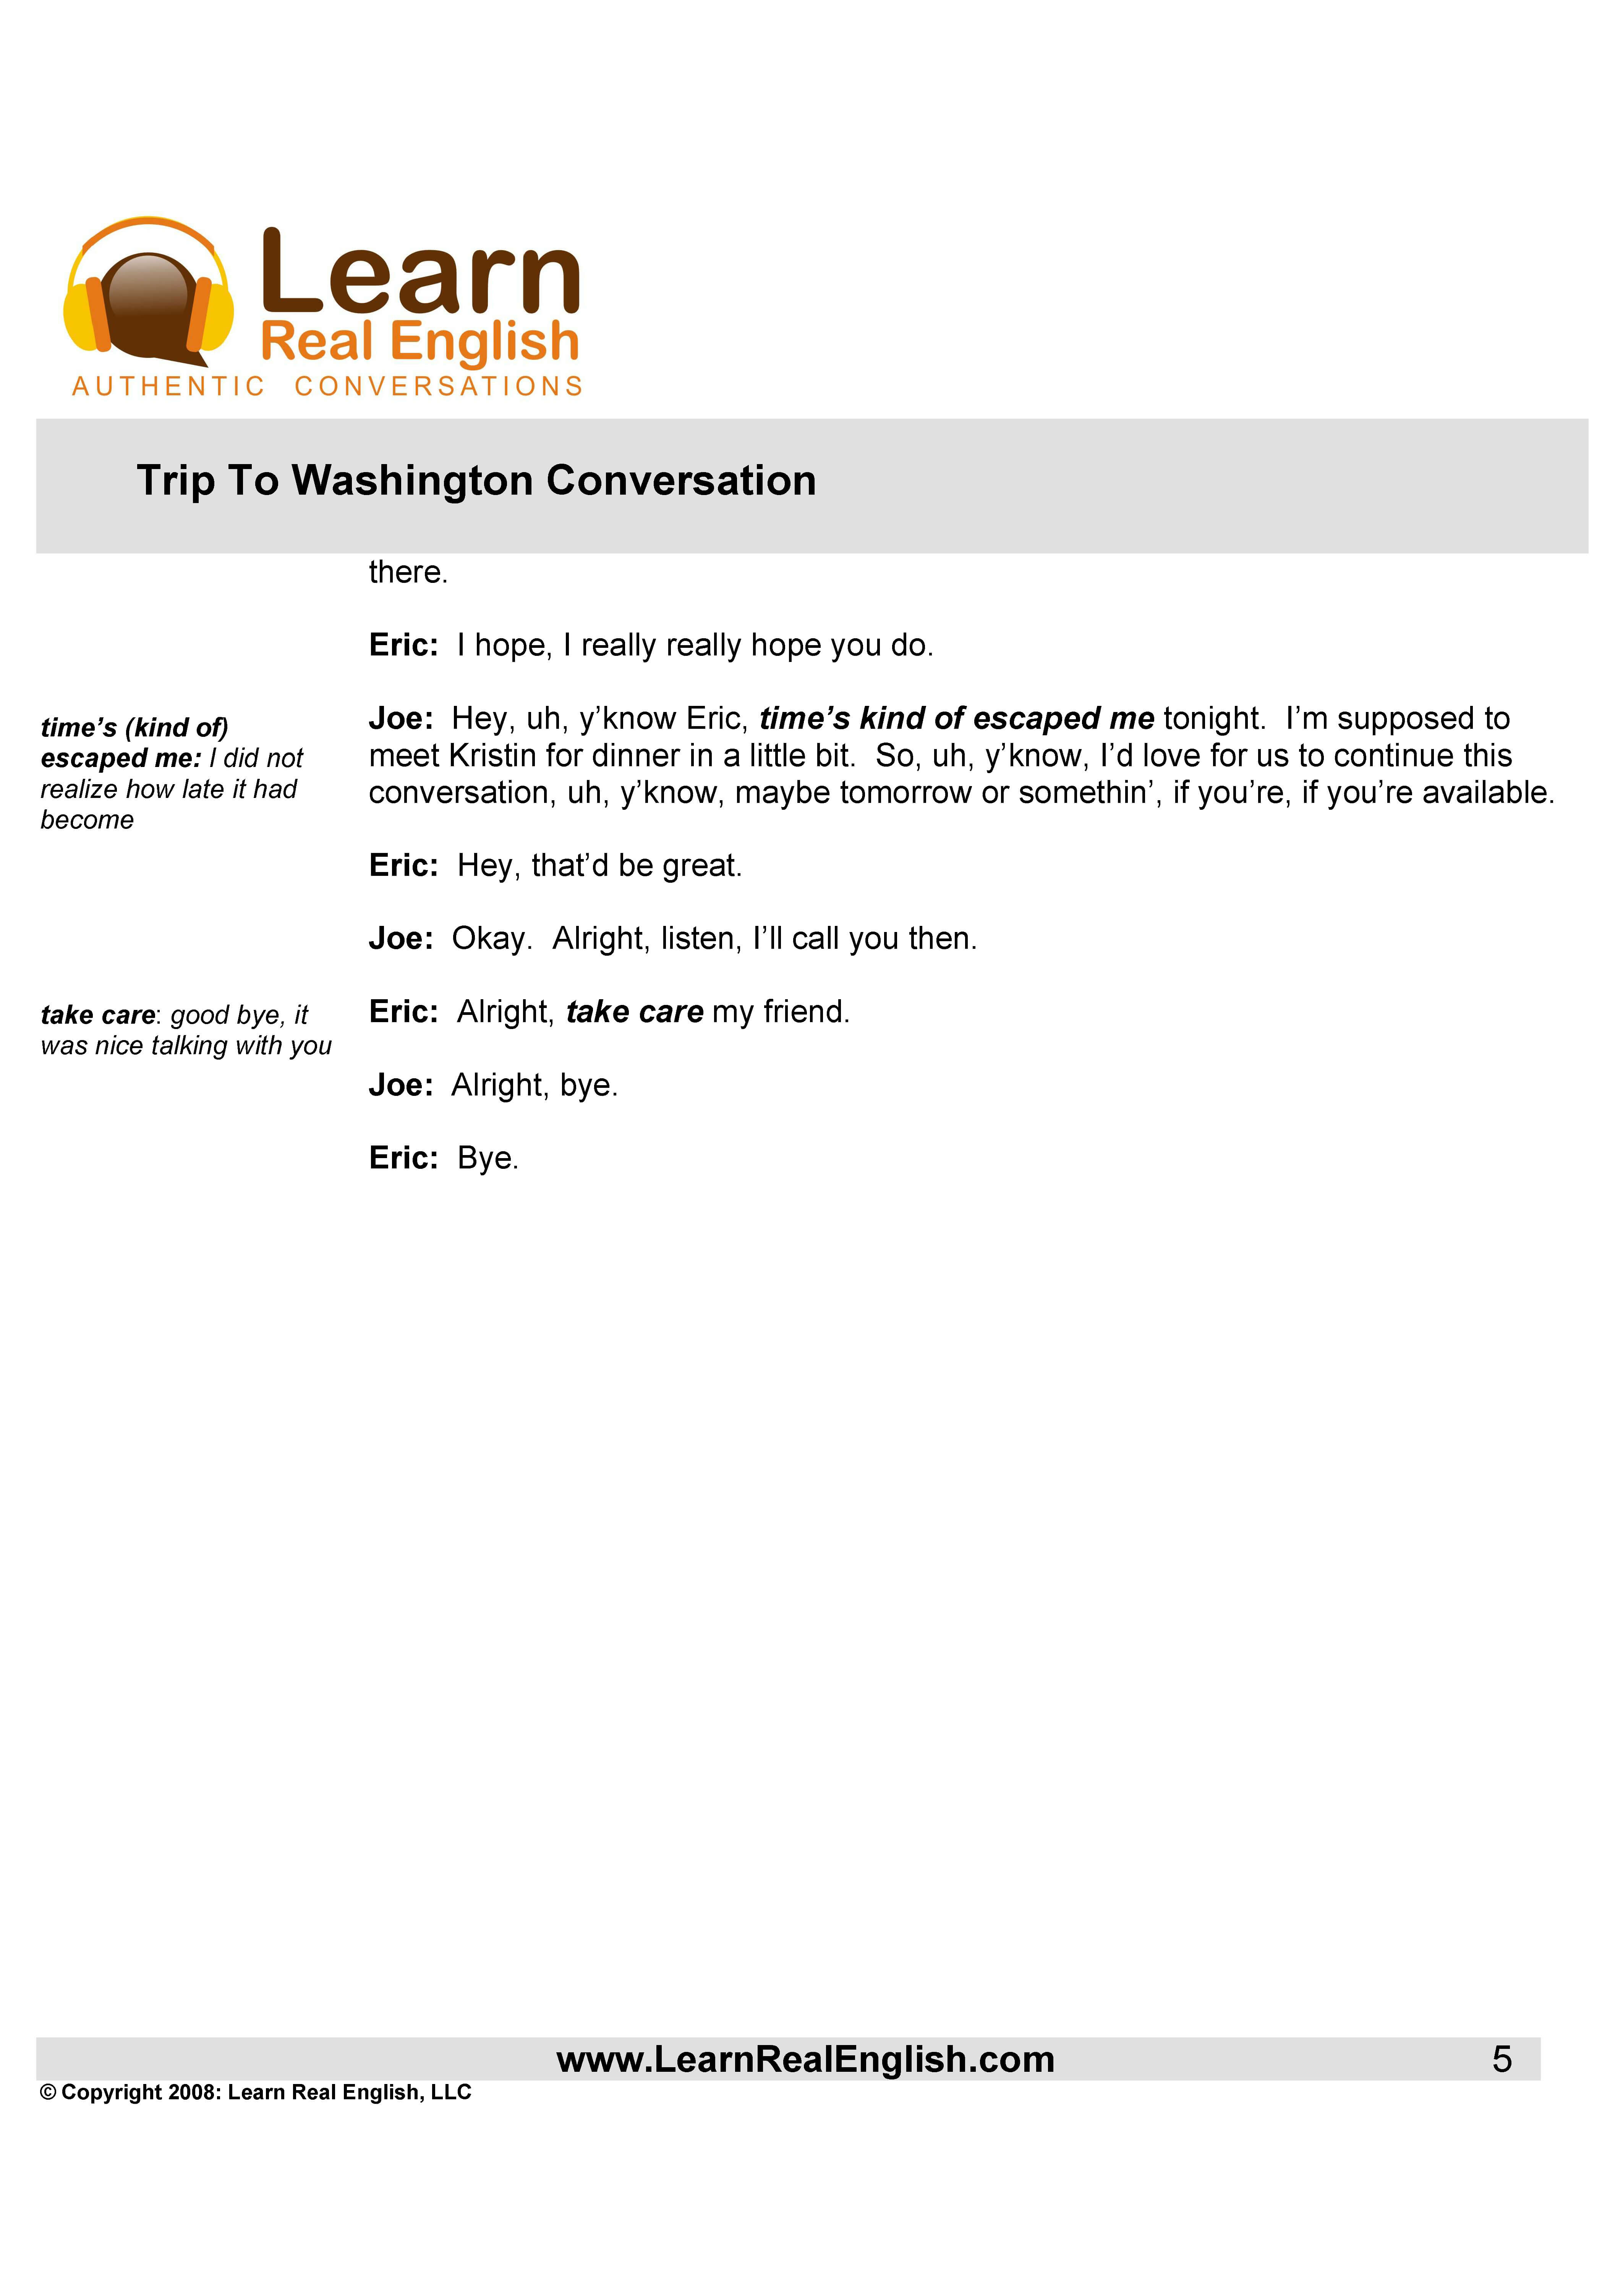 Learn
Real English
AUTHENTIC CONVERSATIONS
Trip To Washington Conversation
there.
Eric: I hope, I really really hope you do.
time’s (kind of)
escaped me: I did not
realize how late it had
become
Joe: Hey, uh, y’know Eric, time’s kind of escaped me tonight. I’m supposed to
meet Kristin for dinner in a little bit. So, uh, y’know, I’d love for us to continue this
conversation, uh, y’know, maybe tomorrow or somethin’, if you’re, if you’re available.
Eric: Hey, that’d be great.
Joe: Okay. Alright, listen, I’ll call you then.
take care: good bye, it
was nice talking with you
Eric: Alright, take care my friend.
Joe: Alright, bye.
Eric: Bye.
www.LearnRealEnglish.com 5
© Copyright 2008: Learn Real English, LLC